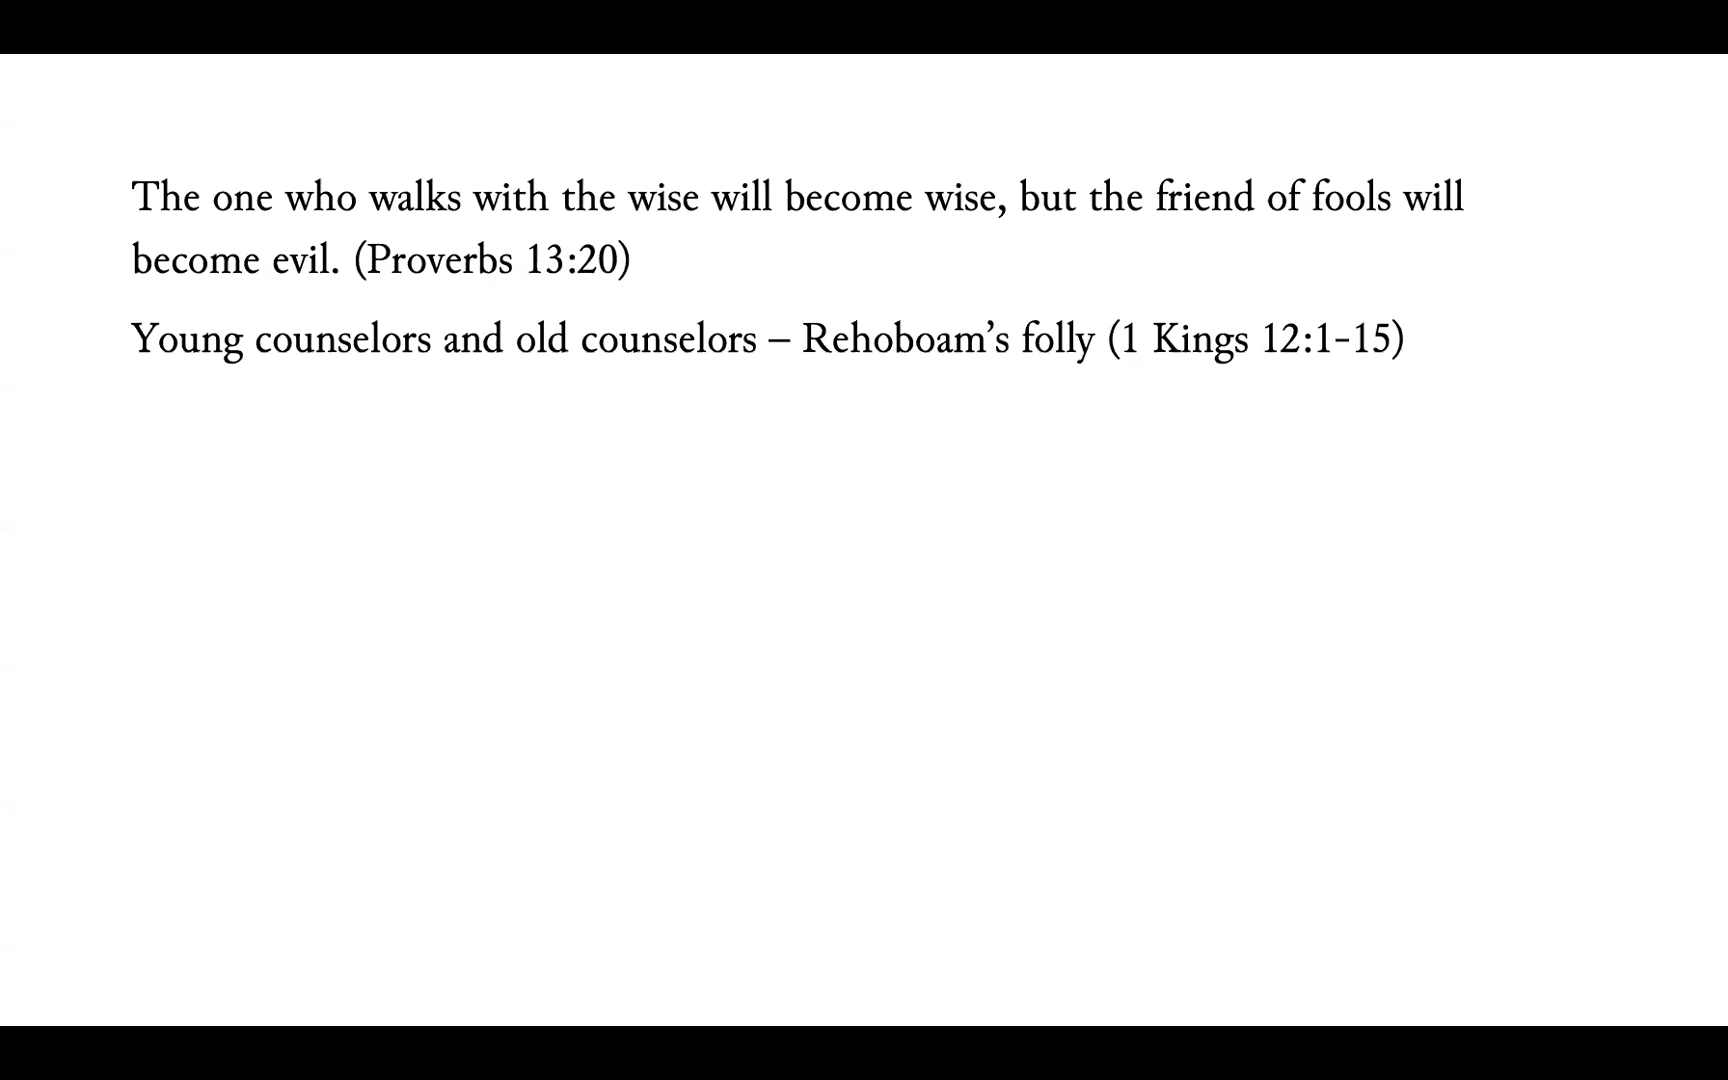 The one who walks with the wise will become wise, but the friend of fools will
become evil. (Proverbs 13:20)
Young counselors and old counselors – Rehoboam’s folly (1 Kings 12:1-15)